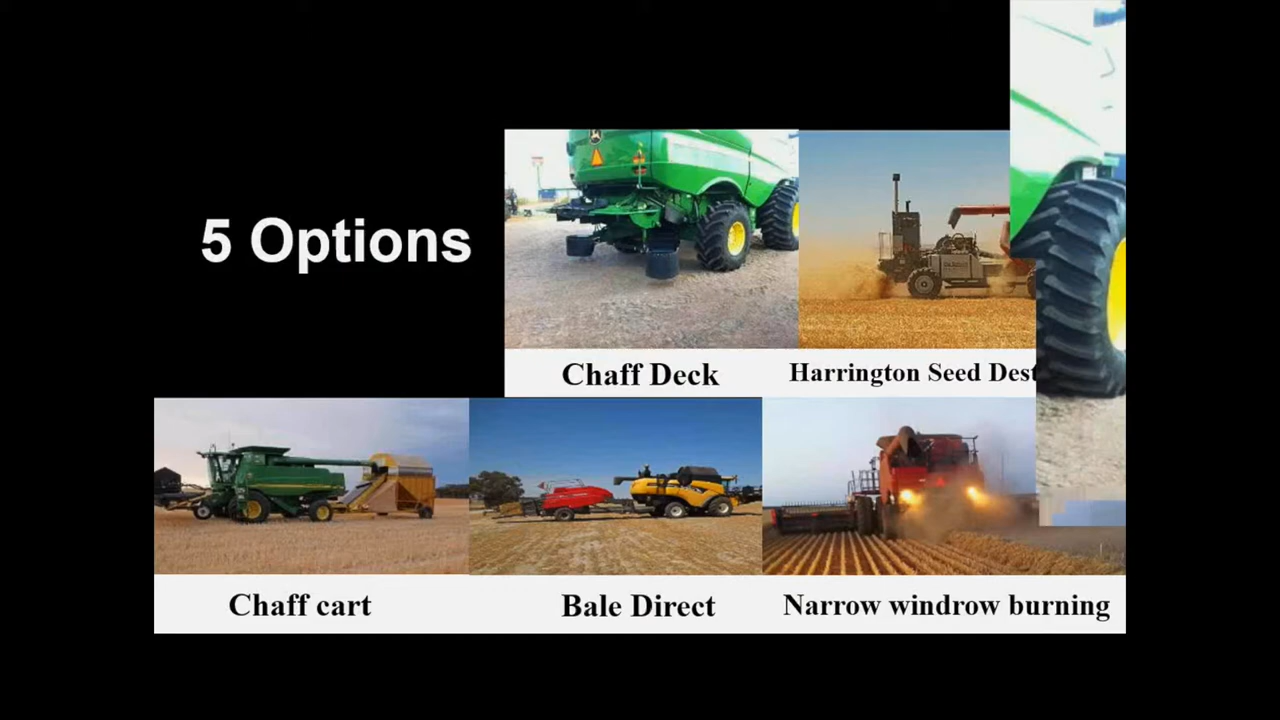 5 Options
Chaff Deck
Harrington Seed Dest
Chaff cart
Bale Direct
Narrow windrow burning